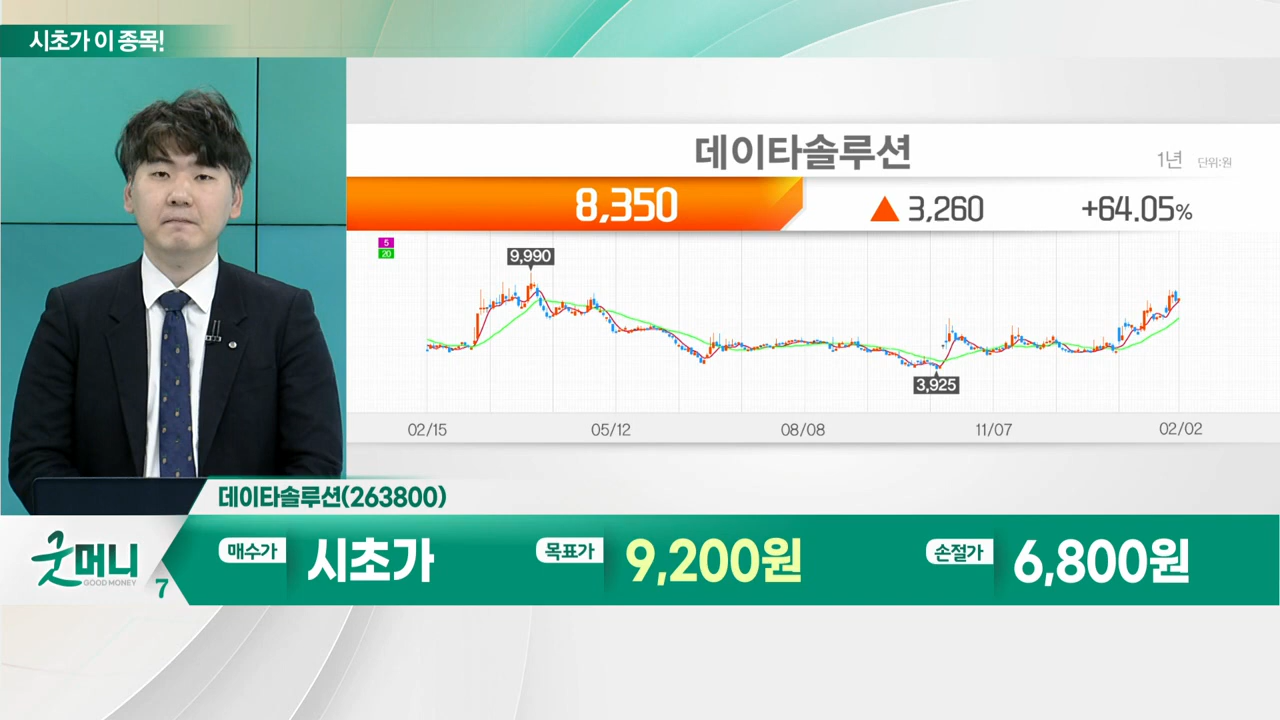 시초가 이 종목!
데이타솔루션
1년 단위:원
8,350 ▲ 3,260 +64.05%
5
20
9,990
3,925
02/15 05/12 08/08 11/07 02/02
데이타솔루션(263800)
굿머니
GOOD MONEY
7
매수가 시초가 목표가 9,200원 손절가 6,800원